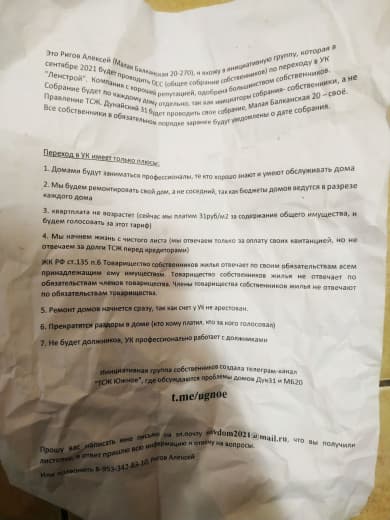 Это Ригов Алексей (Малая Балканская 20-270), я вхожу в инициативную группу, которая в
сентябре 2021 будет проводить ОСС (общее собрание собственников) по переходу в УК
"Ленстрой". Компания с хорошей репутацией, одобрена большинством собственников.
Собрание будет по каждому дому отдельно, так как инициаторы собрания- собственники, а не
Правление ТСЖ. Дунайский 31 будет проводить свое собрание, Малая Балканская 20 – своё.
Все собственники в обязательном порядке заранее будут уведомлены о дате собрания.
Переход в УК имеет только плюсы:
1. Домами будут заниматься профессионалы, те кто хорошо знают и умеют обслуживать дома
2. Мы будем ремонтировать свой дом, а не соседний, так как бюджеты домов ведутся в разрезе
каждого дома
3. квартплата не возрастет (сейчас мы платим 31руб/м2 за содержание общего имущества, и
будем голосовать за этот тариф)
4. Мы начнем жизнь с чистого листа (мы отвечаем только за оплату своих квитанций, но не
отвечаем за долги ТСЖ перед кредиторами)
ЖК РФ ст.135 п.6 Товарищество собственников жилья отвечает по своим обязательствам всем
принадлежащим ему имуществом. Товарищество собственников жилья не отвечает по
обязательствам членов товарищества. Члены товарищества собственников жилья не отвечают
по обязательствам товарищества.
5. Ремонт домов начнется сразу, так как счет у УК не арестован.
6. Прекратятся раздоры в доме (кто кому платил, кто за кого голосовал)
7. Не будет должников, УК профессионально работает с должниками
Инициативная группа собственников создала телеграм-канал
"ТСЖ Южное", где обсуждаются проблемы домов Дук31 и МБ20
t.me/ugnoe
Прошу вас написать мне письмо на эл.почту @mail.ru, что вы получили
листовку, в ответ пришлю всю информацию и отвечу на вопросы.
Или позвонить 8-953-342-83-10, Ригов Алексей